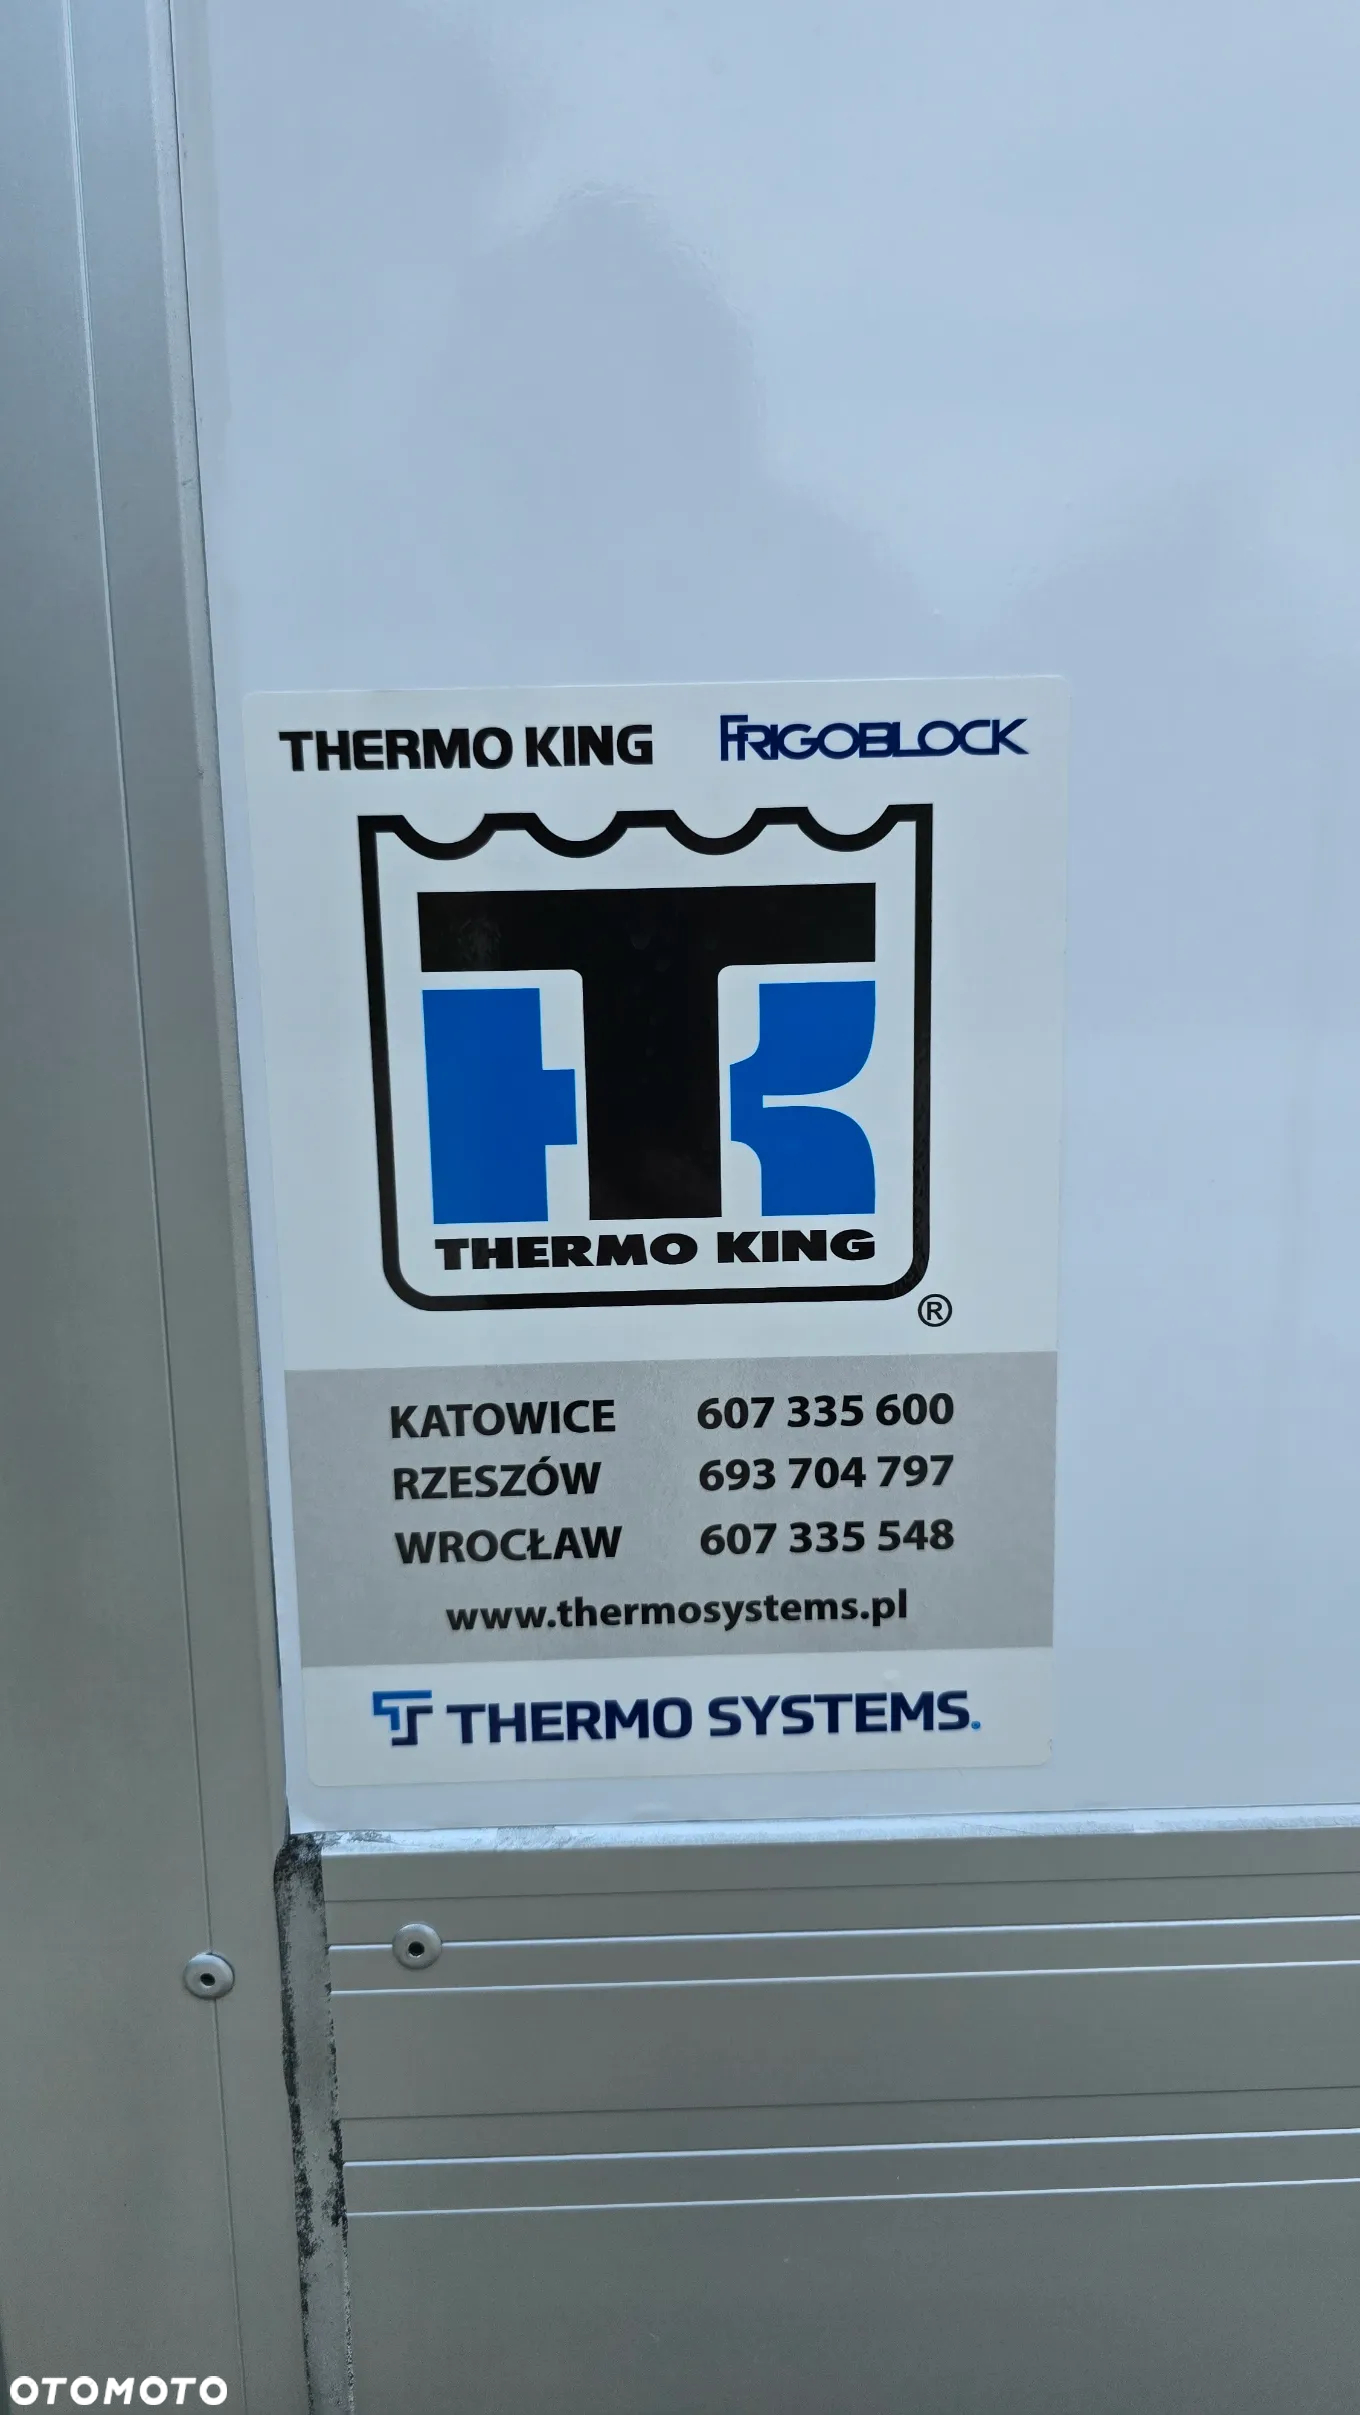 THERMO KING FRIGOBLOCK
THERMO KING
®
KATOWICE 607 335 600
RZESZÓW 693 704 797
WROCŁAW 607 335 548
www.thermosystems.pl
THERMO SYSTEMS.
OTOMOTO